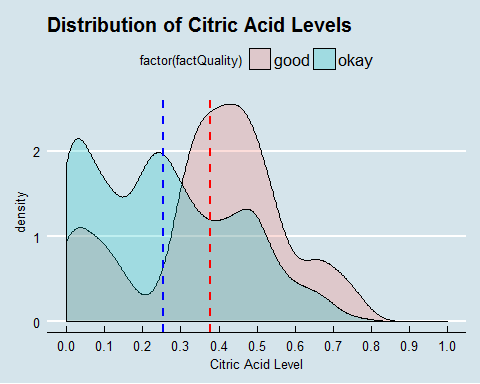 Distribution of Citric Acid Levels
factor(factQuality) good okay
density
2
1
0
0.0 0.1 0.2 0.3 0.4 0.5 0.6 0.7 0.8 0.9 1.0
Citric Acid Level